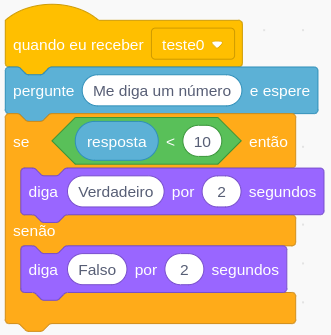 quando eu receber teste0
pergunte Me diga um número e espere
se resposta < 10 então
diga Verdadeiro por 2 segundos
senão
diga Falso por 2 segundos